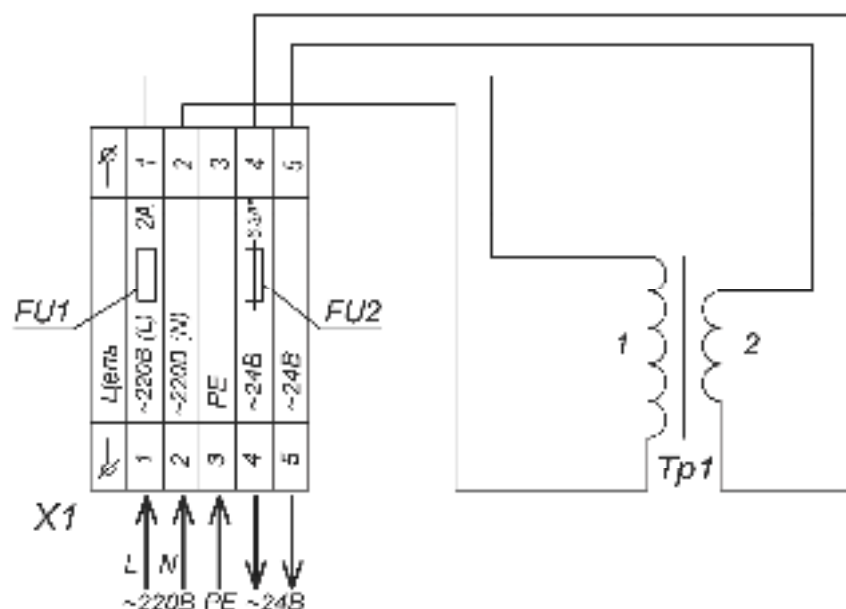 1 2 3 4 5
2А
FU1
FU2
Цепь
~220В (L)
~220В (N)
PE
~24В
~24В
1
2
Тр1
1 2 3 4 5
X1
L N
~220В PE ~24В